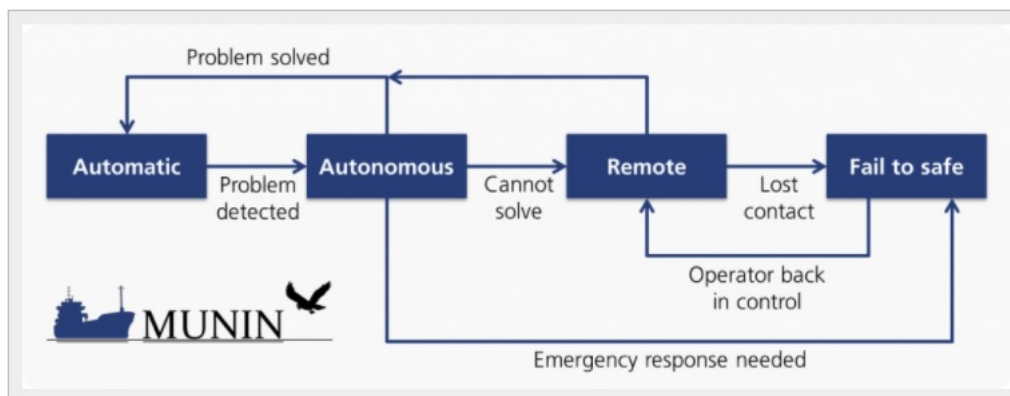 Problem solved
Automatic
Autonomous
Remote
Fail to safe
Problem
detected
Cannot
solve
Lost
contact
Operator back
in control
MUNIN
Emergency response needed